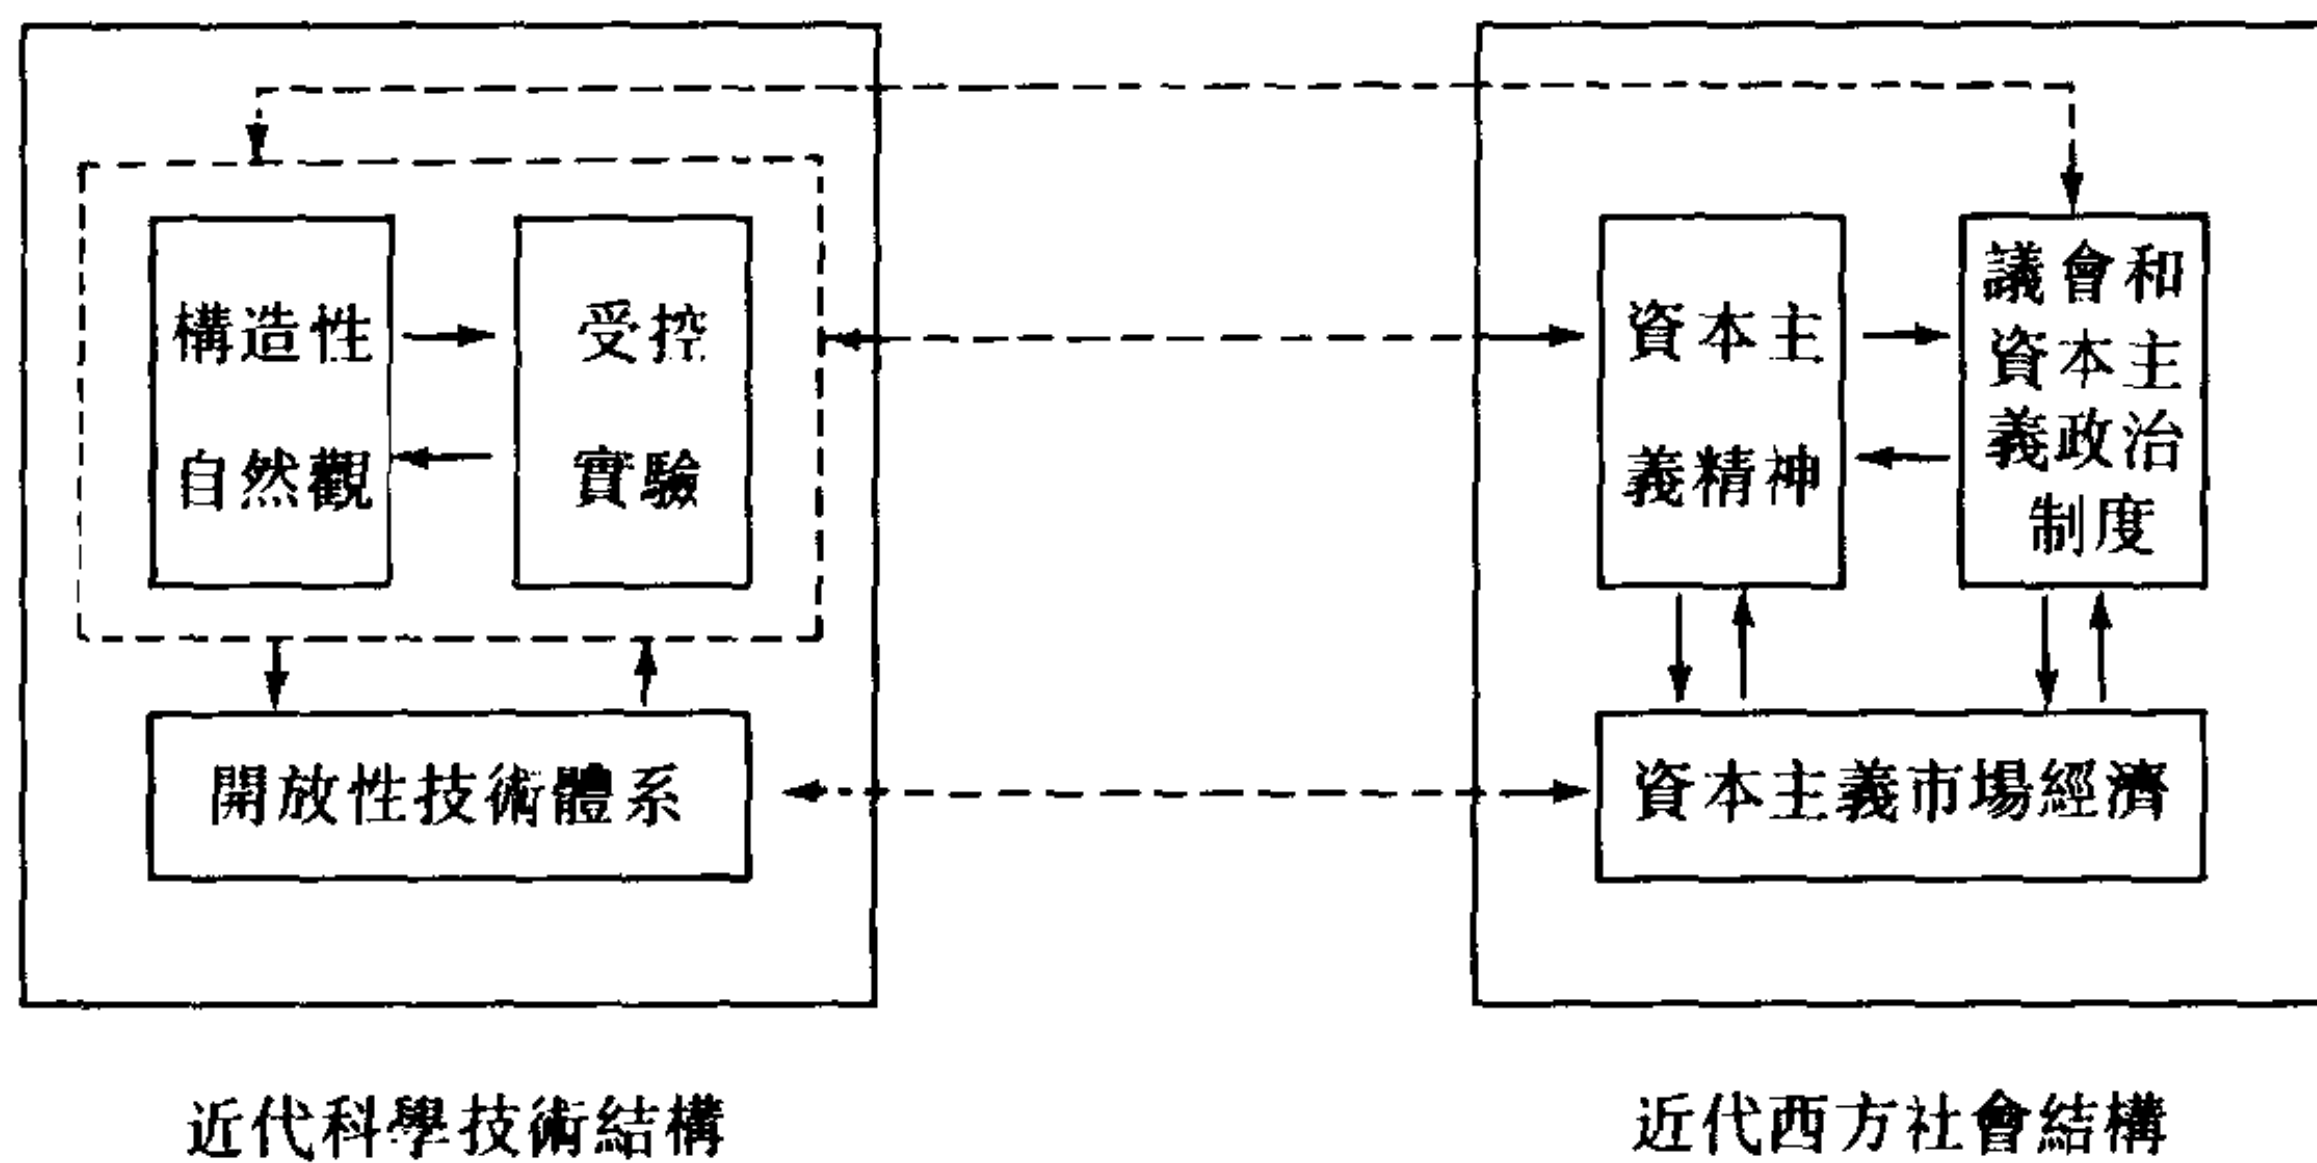 構造性
自然觀
受控
實驗
開放性技術體系
近代科學技術結構
資本主
義精神
議會和
資本主
義政治
制度
資本主義市場經濟
近代西方社會結構